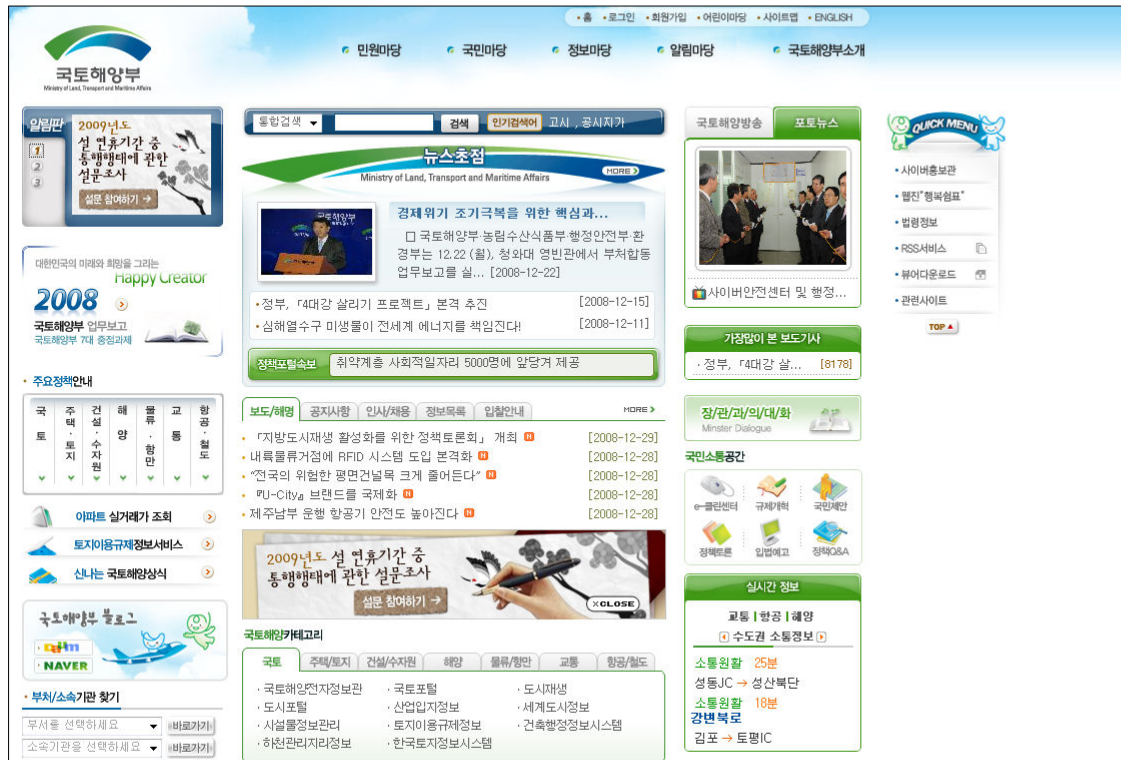 • 홈 • 로그인 • 회원가입 • 어린이마당 • 사이트맵 • ENGLISH
국토해양부
Ministry of Land, Transport and Maritime Affairs
민원마당 국민마당 정보마당 알림마당 국토해양부소개
알림판
1
2
3
2009년도
설 연휴기간 중
통행행태에 관한
설문조사
설문 참여하기 →
대한민국의 미래와 희망을 그리는
Happy Creator
2008
국토해양부 업무보고
국토해양부 7대 중점과제
• 주요정책안내
국토
주택·토지
건설·수자원
해양
물류·항만
교통
항공·철도
아파트 실거래가 조회
토지이용규제정보서비스
신나는 국토해양상식
국토해양부 블로그
Daum
NAVER
• 부처/소속기관 찾기
부서를 선택하세요 바로가기
소속기관을 선택하세요 바로가기
통합검색 검색 인기검색어 고시 , 공시지가
뉴스초점
MORE
Ministry of Land, Transport and Maritime Affairs
국토해양부
경제위기 조기극복을 위한 핵심과...
□ 국토해양부·농림수산식품부·행정안전부·환
경부는 12.22 (월), 청와대 영빈관에서 부처합동
업무보고를 실... [2008-12-22]
• 정부, 「4대강 살리기 프로젝트」 본격 추진 [2008-12-15]
• 심해열수구 미생물이 전세계 에너지를 책임진다! [2008-12-11]
정책포털속보 취약계층 사회적일자리 5000명에 앞당겨 제공
보도/해명 공지사항 인사/채용 정보목록 입찰안내 MORE
• 「지방도시재생 활성화를 위한 정책토론회」 개최 N [2008-12-29]
• 내륙물류거점에 RFID 시스템 도입 본격화 N [2008-12-28]
• “전국의 위험한 평면건널목 크게 줄어든다” N [2008-12-28]
• 『U-City』 브랜드를 국제화 N [2008-12-28]
• 제주남부 운행 항공기 안전도 높아진다 N [2008-12-28]
2009년도 설 연휴기간 중
통행행태에 관한 설문조사
설문 참여하기 →
×CLOSE
국토해양카테고리
국토 주택/토지 건설/수자원 해양 물류/항만 교통 항공/철도
· 국토해양전자정보관 · 국토포털 · 도시재생
· 도시포털 · 산업입지정보 · 세계도시정보
· 시설물정보관리 · 토지이용규제정보 · 건축행정정보시스템
· 하천관리지리정보 · 한국토지정보시스템
국토해양방송 포토뉴스
사이버안전센터 및 행정...
가장많이 본 보도기사
· 정부, 「4대강 살... [8178]
장/관/과/의/대/화
Minster Dialogue
국민소통공간
e-클린센터 규제개혁 국민제안
정책토론 입법예고 정책Q&A
실시간 정보
교통 | 항공 | 해양
수도권 소통정보
소통원활 25분
성동JC → 성산북단
소통원활 18분
강변북로
김포 → 토평IC
QUICK MENU
• 사이버홍보관
• 웹진"행복쉼표"
• 법령정보
• RSS서비스
• 뷰어다운로드
• 관련사이트
TOP ▲